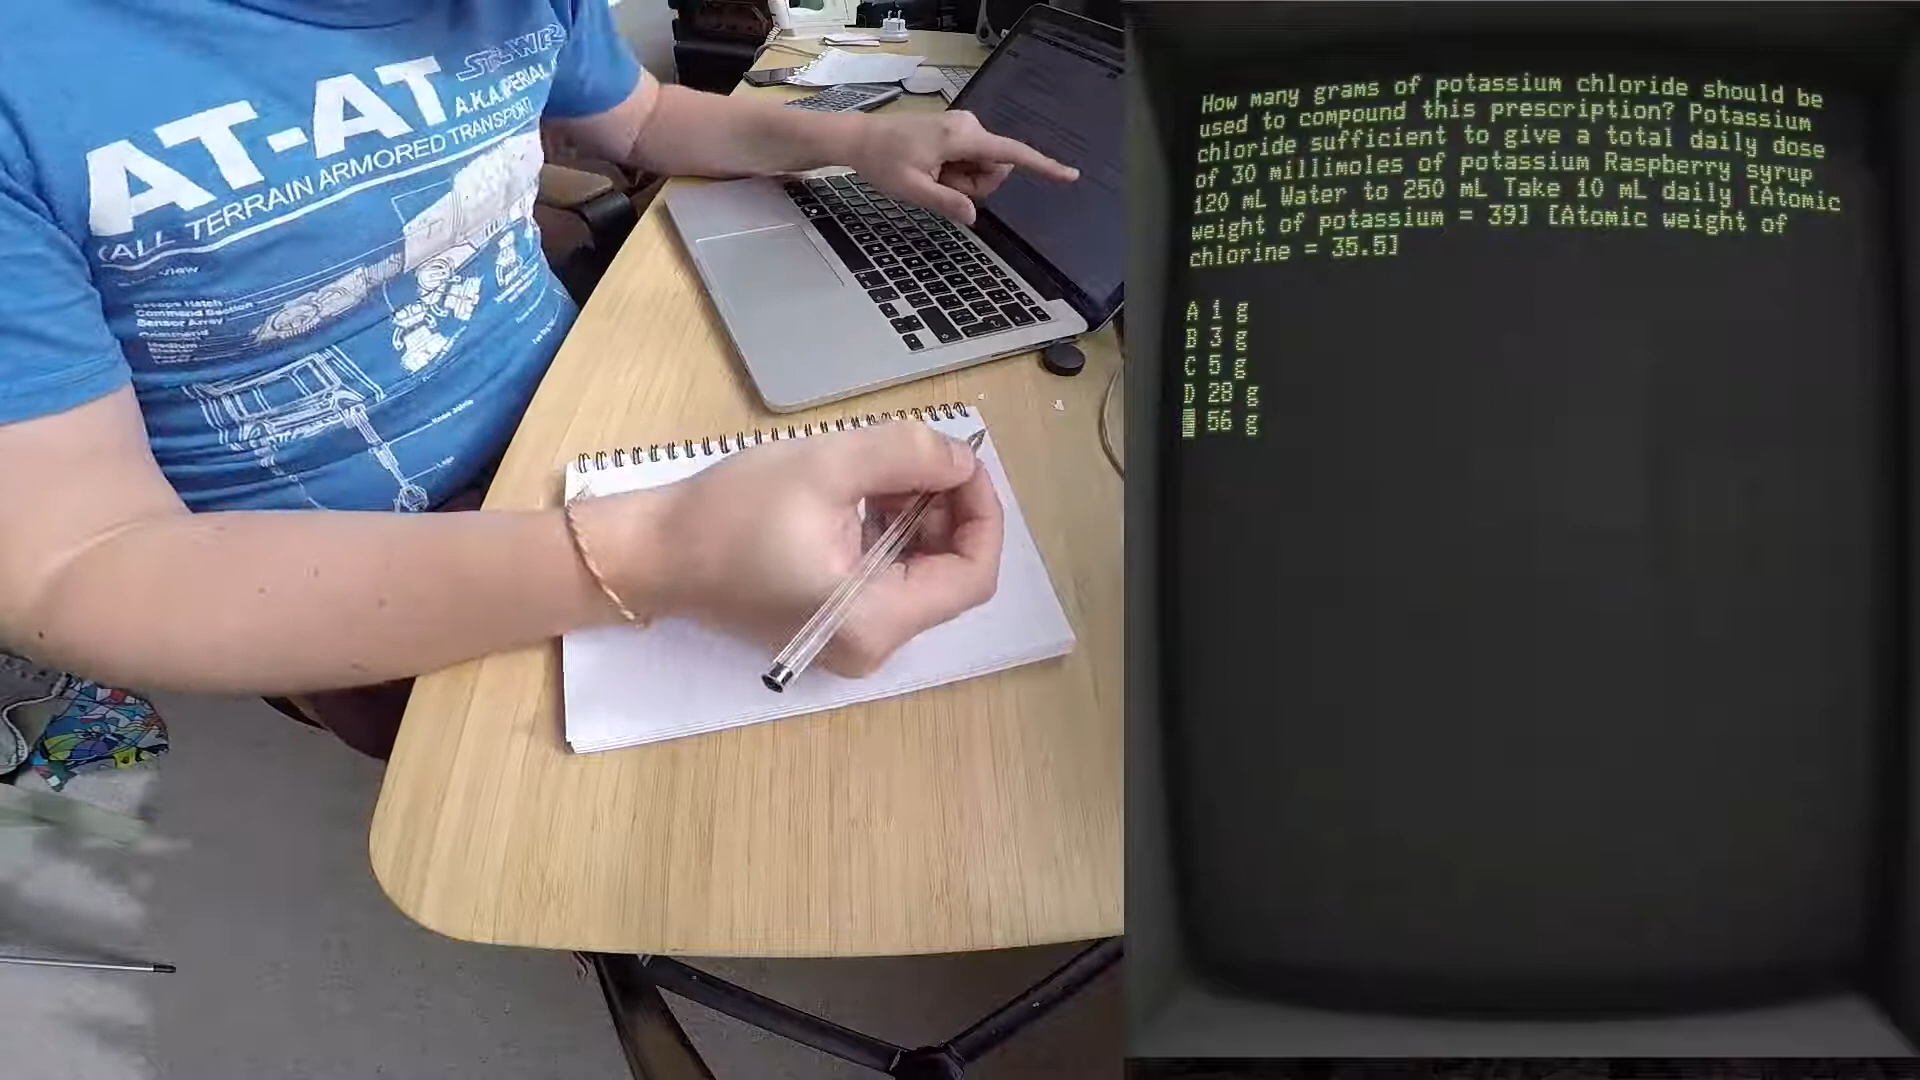 STAR WARS
AT-AT
A.K.A. IMPERIAL
(ALL TERRAIN ARMORED TRANSPORT)
Command Section
Sensor Array
How many grams of potassium chloride should be
used to compound this prescription? Potassium
chloride sufficient to give a total daily dose
of 30 millimoles of potassium Raspberry syrup
120 mL Water to 250 mL Take 10 mL daily [Atomic
weight of potassium = 39] [Atomic weight of
chlorine = 35.5]
A 1 g
B 3 g
C 5 g
D 28 g
56 g